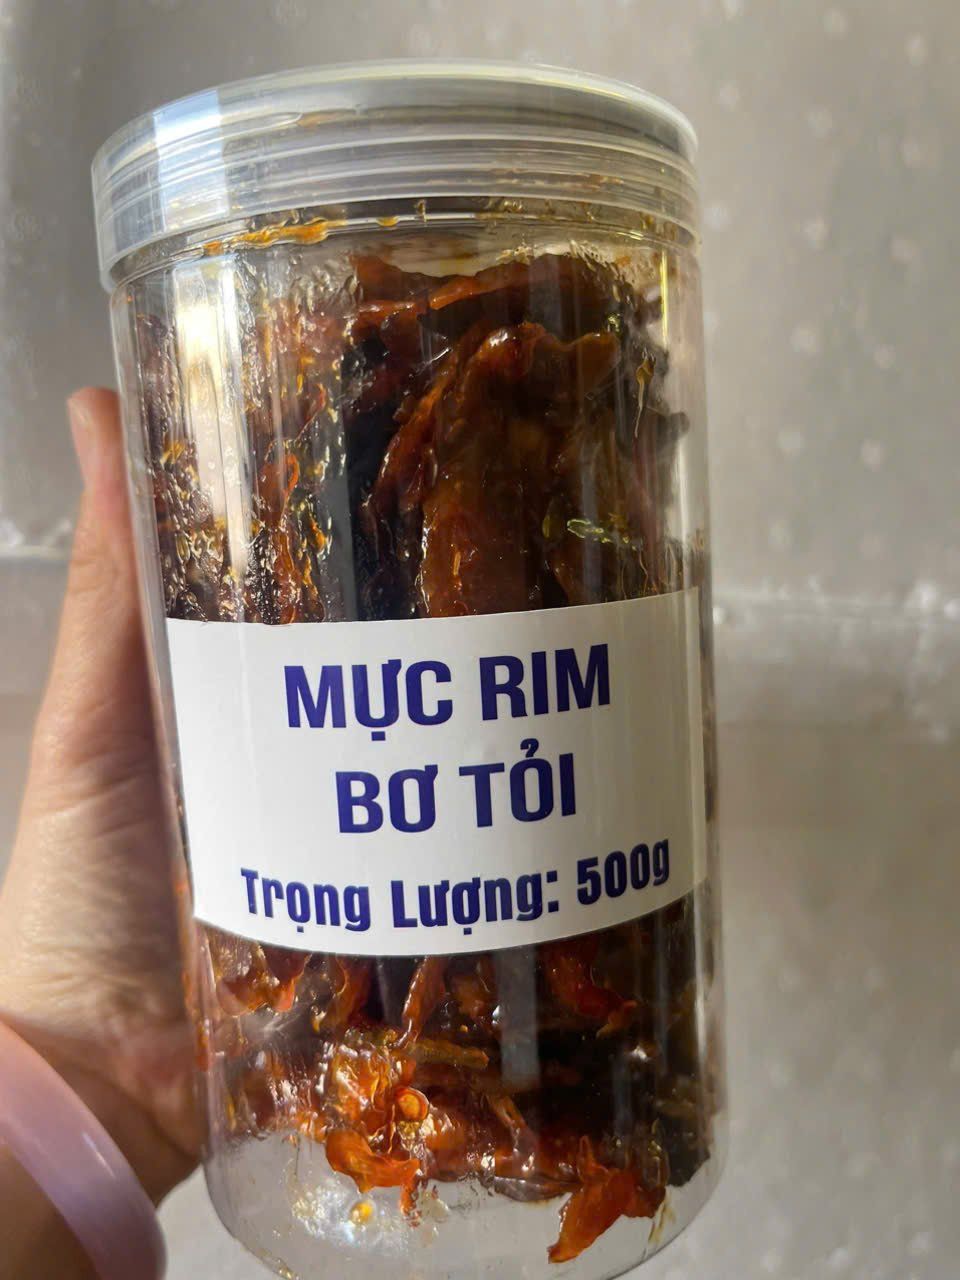 MỰC RIM
BƠ TỎI
Trọng Lượng: 500g